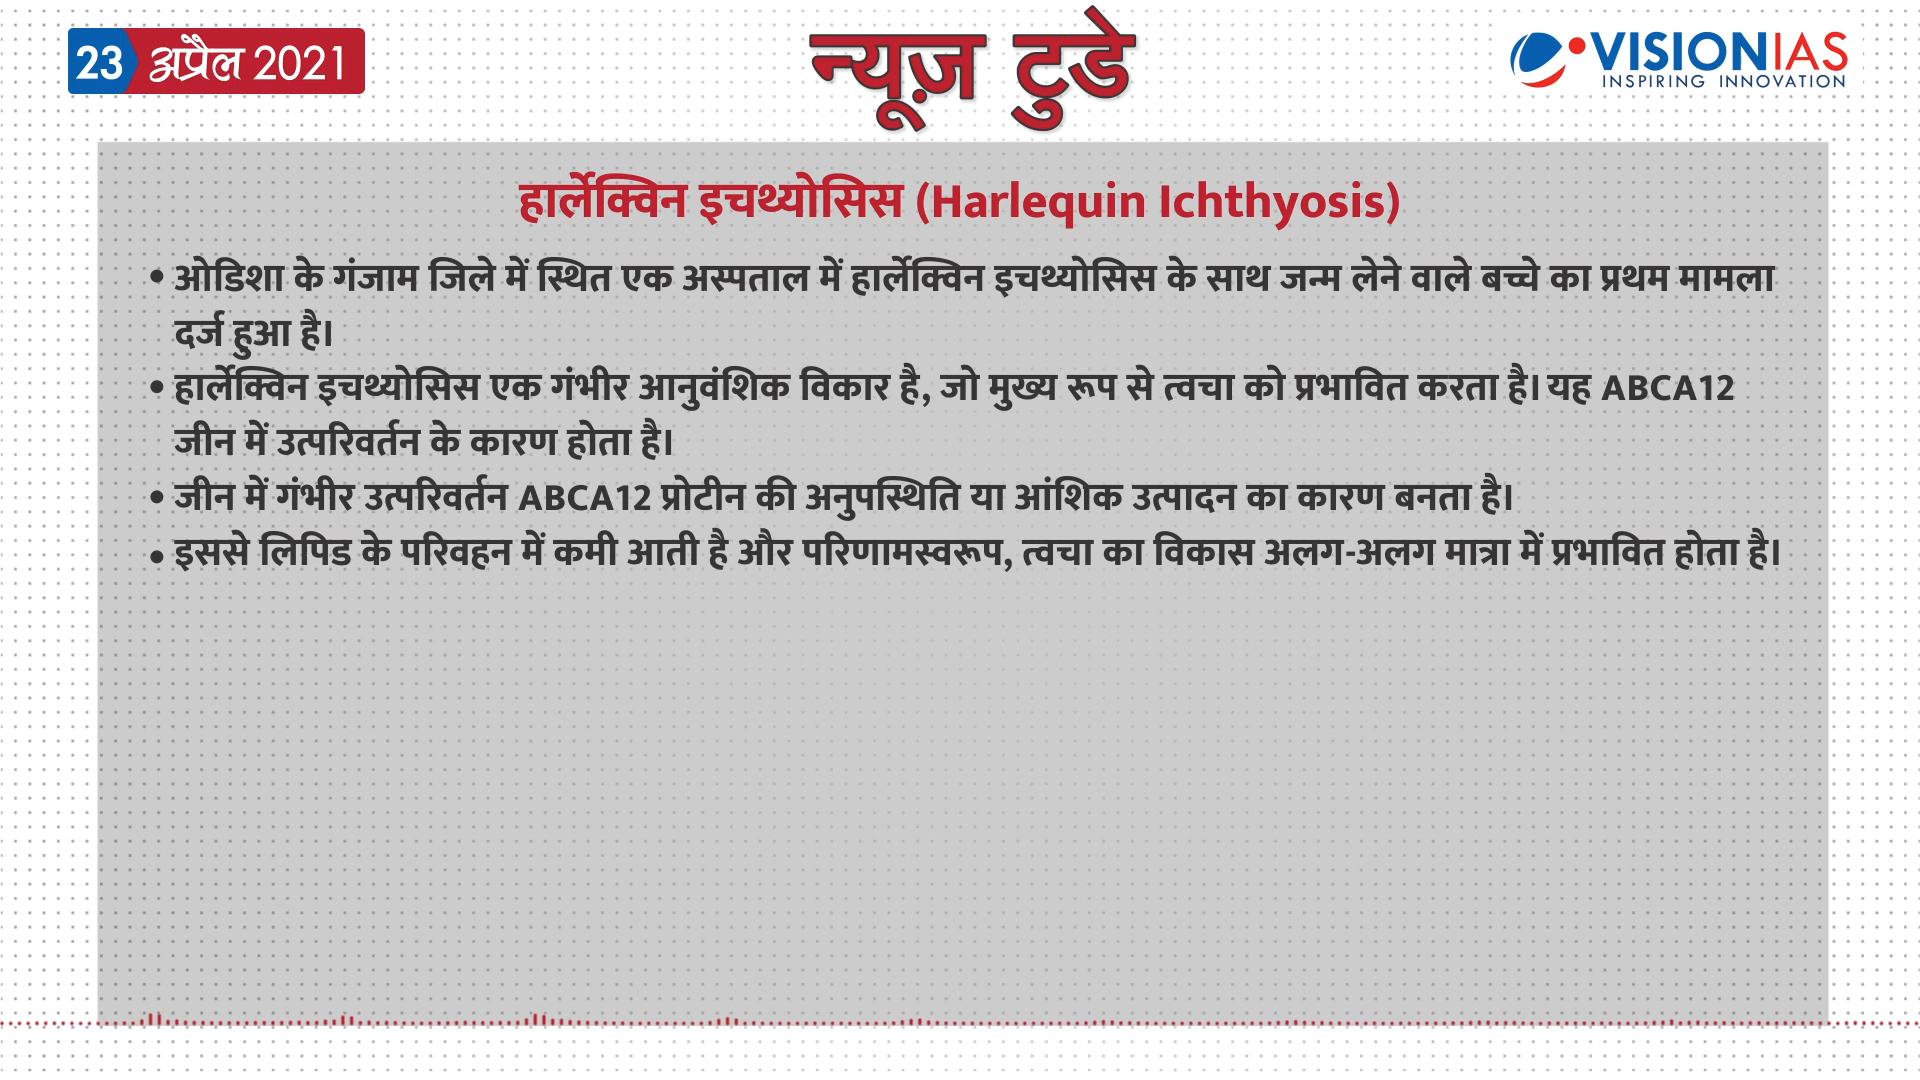 23 अप्रैल 2021
न्यूज़ टुडे
VISIONIAS
INSPIRING INNOVATION
हार्लेक्विन इचथ्योसिस (Harlequin Ichthyosis)
• ओडिशा के गंजाम जिले में स्थित एक अस्पताल में हार्लेक्विन इचथ्योसिस के साथ जन्म लेने वाले बच्चे का प्रथम मामला
दर्ज हुआ है।
• हार्लेक्विन इचथ्योसिस एक गंभीर आनुवंशिक विकार है, जो मुख्य रूप से त्वचा को प्रभावित करता है। यह ABCA12
जीन में उत्परिवर्तन के कारण होता है।
• जीन में गंभीर उत्परिवर्तन ABCA12 प्रोटीन की अनुपस्थिति या आंशिक उत्पादन का कारण बनता है।
• इससे लिपिड के परिवहन में कमी आती है और परिणामस्वरूप, त्वचा का विकास अलग-अलग मात्रा में प्रभावित होता है।